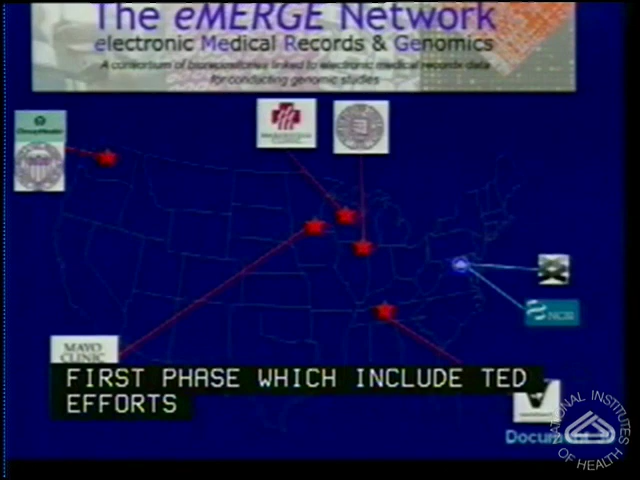 The eMERGE Network
electronic Medical Records & Genomics
A consortium of biorepositories linked to electronic medical records data
for conducting genomic studies
MAYO
CLINIC
FIRST PHASE WHICH INCLUDE TED
EFFORTS
NATIONAL INSTITUTES
OF HEALTH